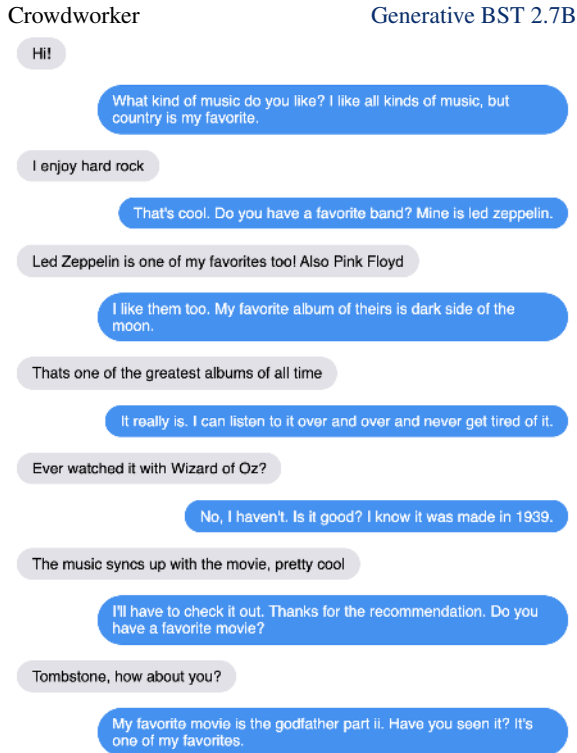 Crowdworker Generative BST 2.7B
Hi!
What kind of music do you like? I like all kinds of music, but
country is my favorite.
I enjoy hard rock
That's cool. Do you have a favorite band? Mine is led zeppelin.
Led Zeppelin is one of my favorites too! Also Pink Floyd
I like them too. My favorite album of theirs is dark side of the
moon.
Thats one of the greatest albums of all time
It really is. I can listen to it over and over and never get tired of it.
Ever watched it with Wizard of Oz?
No, I haven't. Is it good? I know it was made in 1939.
The music syncs up with the movie, pretty cool
I'll have to check it out. Thanks for the recommendation. Do you
have a favorite movie?
Tombstone, how about you?
My favorite movie is the godfather part ii. Have you seen it? It's
one of my favorites.